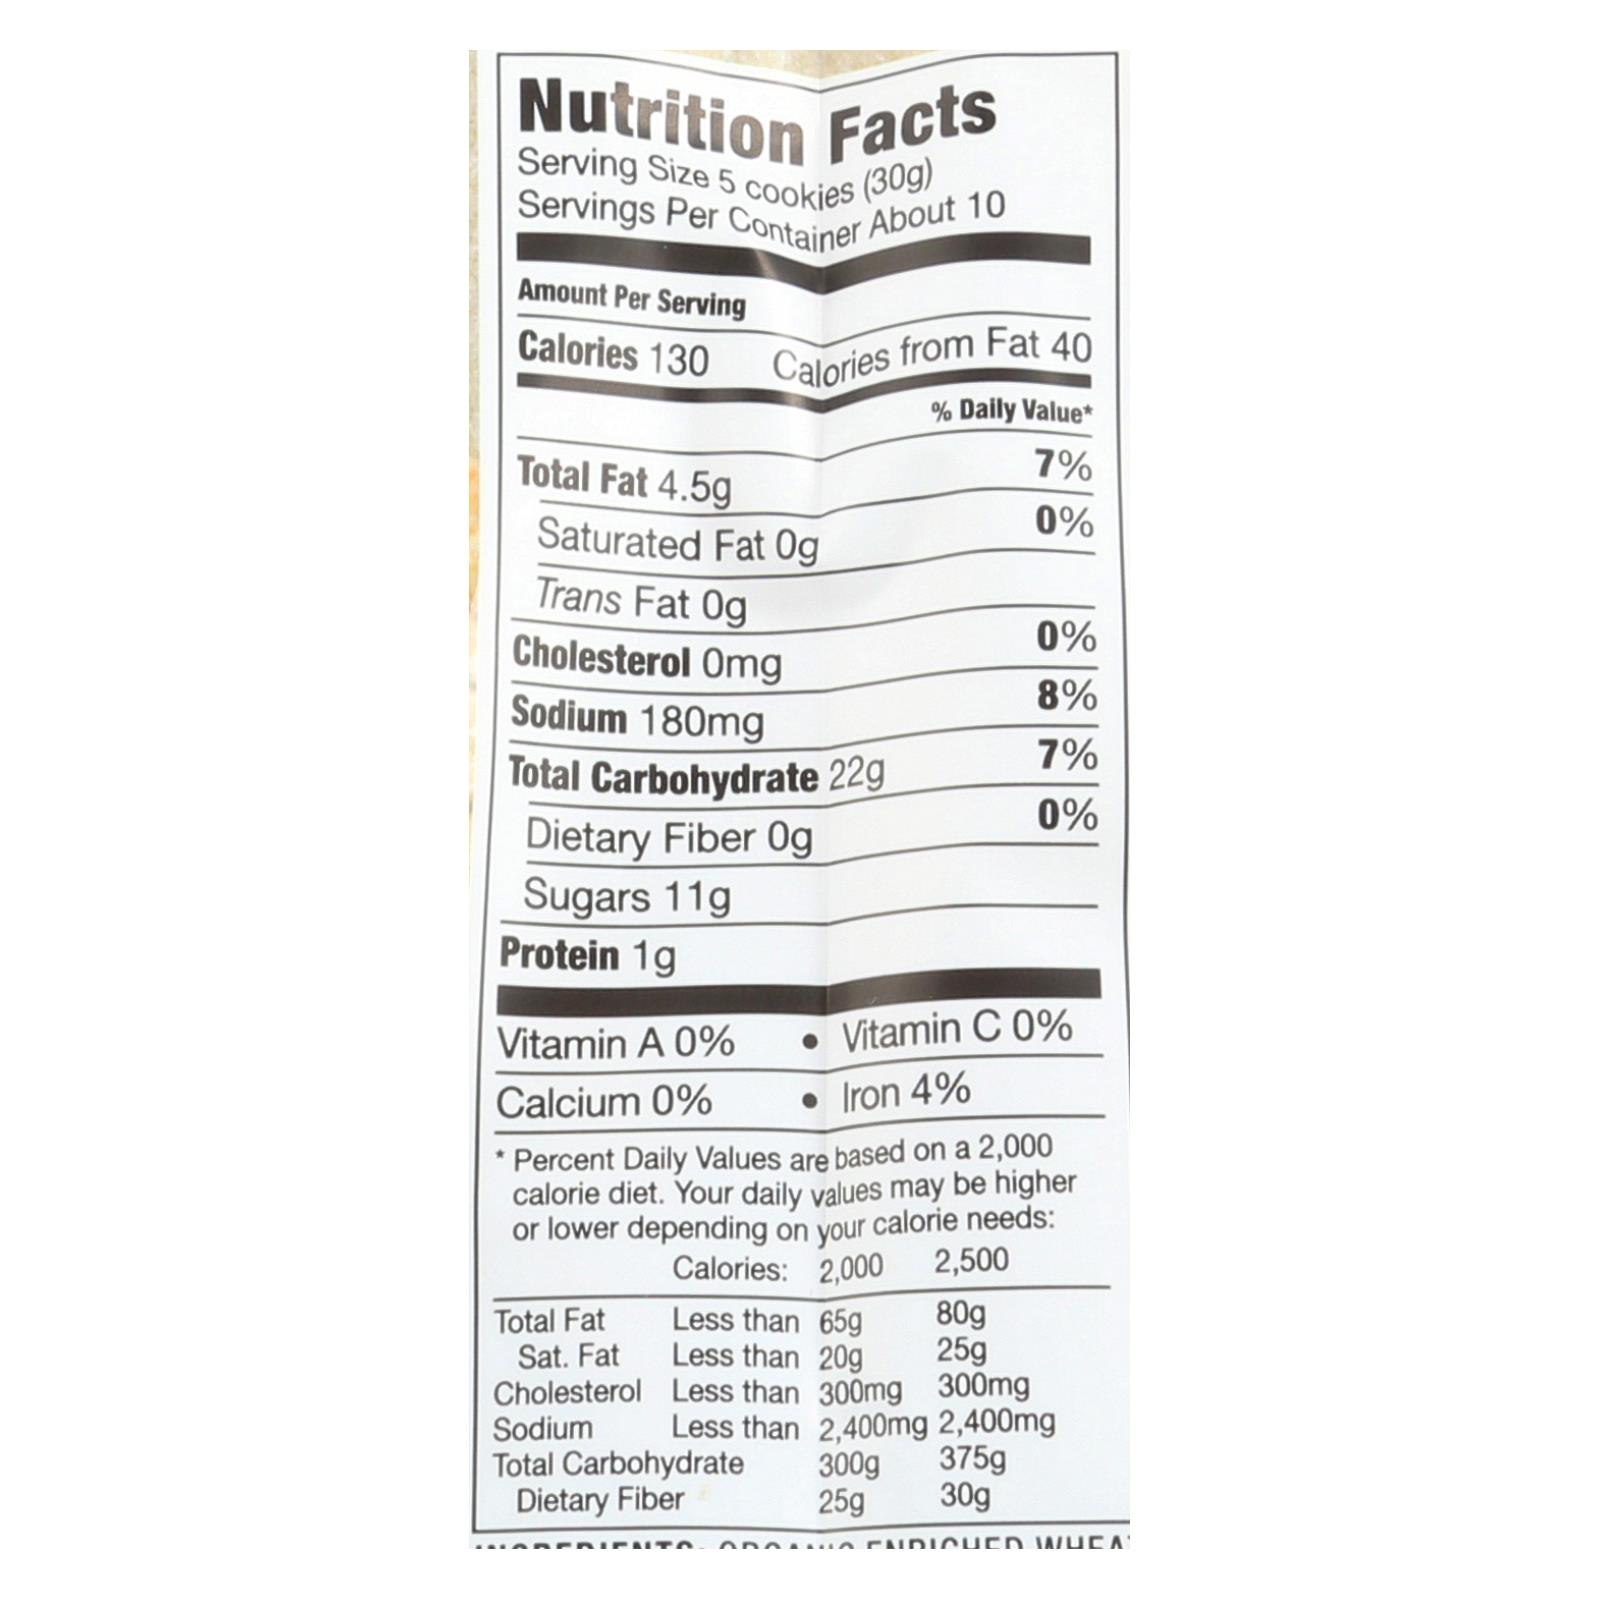 Nutrition Facts
Serving Size 5 cookies (30g)
Servings Per Container About 10
Amount Per Serving
Calories 130 Calories from Fat 40
% Daily Value*
Total Fat 4.5g 7%
Saturated Fat 0g 0%
Trans Fat 0g
Cholesterol 0mg 0%
Sodium 180mg 8%
Total Carbohydrate 22g 7%
Dietary Fiber 0g 0%
Sugars 11g
Protein 1g
Vitamin A 0% • Vitamin C 0%
Calcium 0% • Iron 4%
* Percent Daily Values are based on a 2,000
calorie diet. Your daily values may be higher
or lower depending on your calorie needs:
Calories: 2,000 2,500
Total Fat Less than 65g 80g
Sat. Fat Less than 20g 25g
Cholesterol Less than 300mg 300mg
Sodium Less than 2,400mg 2,400mg
Total Carbohydrate 300g 375g
Dietary Fiber 25g 30g
INGREDIENTS: ORGANIC ENRICHED